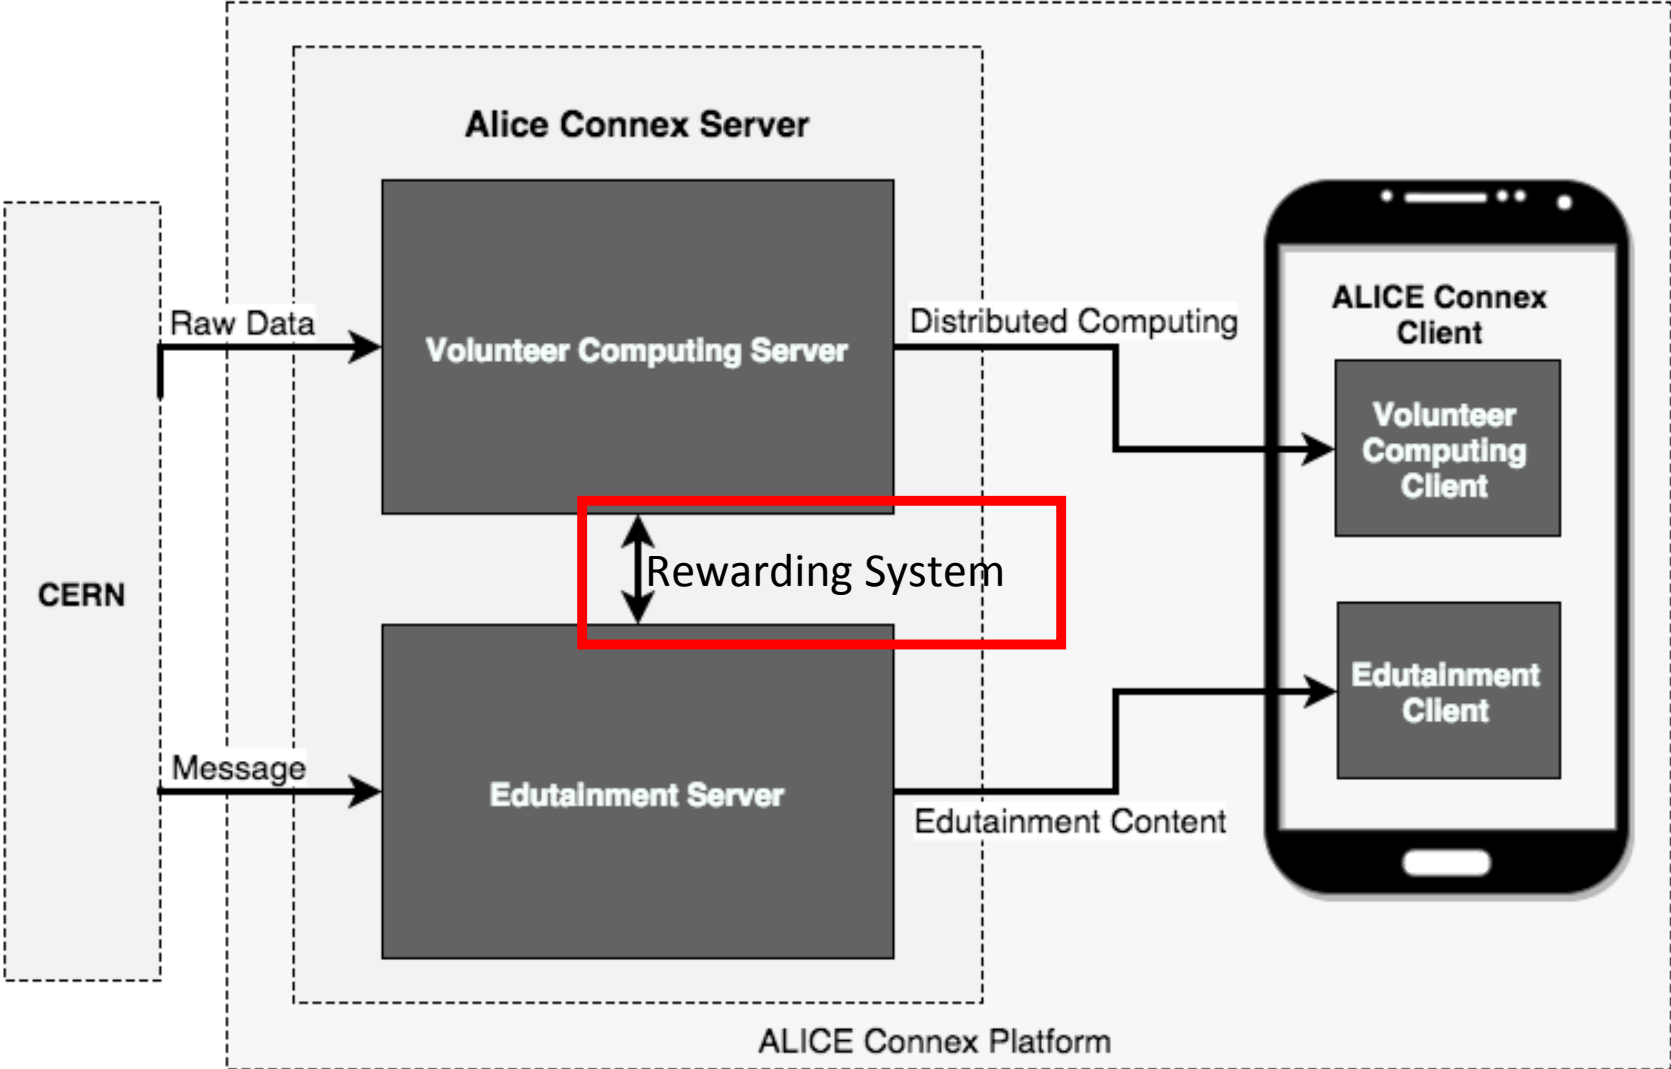 Alice Connex Server
Raw Data
Volunteer Computing Server
Distributed Computing
ALICE Connex
Client
Volunteer
Computing
Client
Rewarding System
CERN
Edutainment
Client
Message
Edutainment Server
Edutainment Content
ALICE Connex Platform